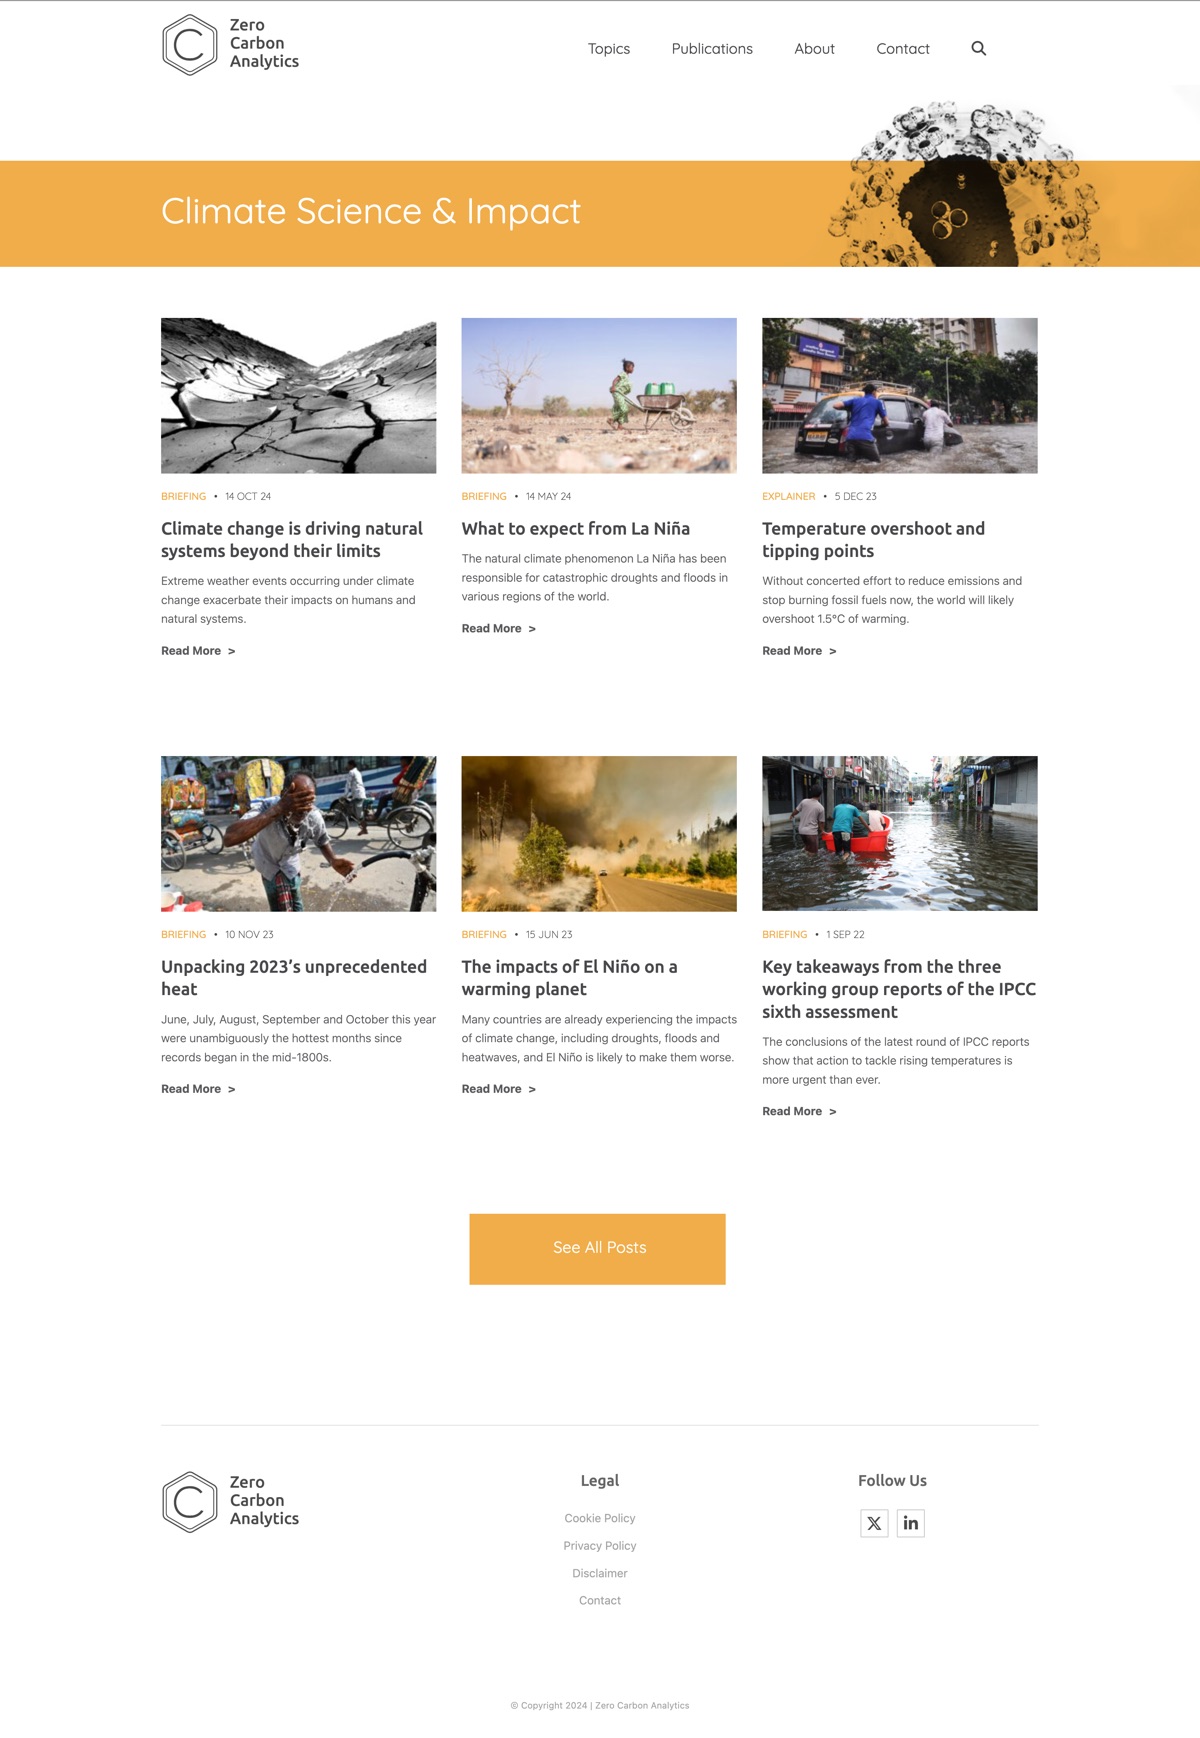 Zero
Carbon
Analytics
Topics Publications About Contact
Climate Science & Impact
BRIEFING • 14 OCT 24
Climate change is driving natural
systems beyond their limits
Extreme weather events occurring under climate
change exacerbate their impacts on humans and
natural systems.
Read More >
BRIEFING • 14 MAY 24
What to expect from La Niña
The natural climate phenomenon La Niña has been
responsible for catastrophic droughts and floods in
various regions of the world.
Read More >
EXPLAINER • 5 DEC 23
Temperature overshoot and
tipping points
Without concerted effort to reduce emissions and
stop burning fossil fuels now, the world will likely
overshoot 1.5°C of warming.
Read More >
BRIEFING • 10 NOV 23
Unpacking 2023’s unprecedented
heat
June, July, August, September and October this year
were unambiguously the hottest months since
records began in the mid-1800s.
Read More >
BRIEFING • 15 JUN 23
The impacts of El Niño on a
warming planet
Many countries are already experiencing the impacts
of climate change, including droughts, floods and
heatwaves, and El Niño is likely to make them worse.
Read More >
BRIEFING • 1 SEP 22
Key takeaways from the three
working group reports of the IPCC
sixth assessment
The conclusions of the latest round of IPCC reports
show that action to tackle rising temperatures is
more urgent than ever.
Read More >
See All Posts
Zero
Carbon
Analytics
Legal
Cookie Policy
Privacy Policy
Disclaimer
Contact
Follow Us
© Copyright 2024 | Zero Carbon Analytics